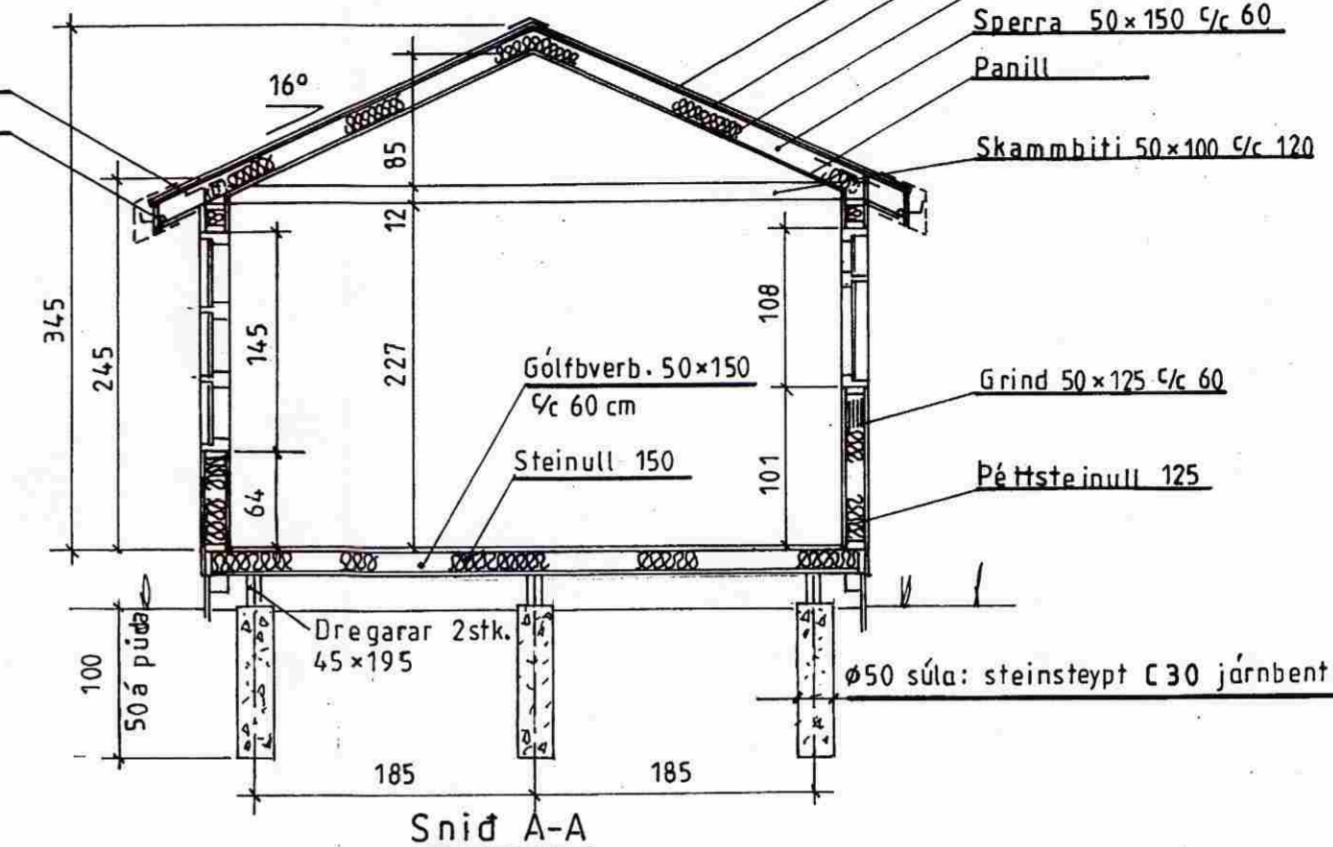 Sperra 50×150 c/c 60
Panill
16°
Skammbiti 50×100 c/c 120
85
12
345
245
145
227
108
Gólfbverb. 50×150
c/c 60 cm
Grind 50×125 c/c 60
Steinull 150
64
101
Þéttsteinull 125
Dregarar 2stk.
45×195
100
50 á púða
ø50 súla: steinsteypt C30 járnbent
185
185
Snið A-A